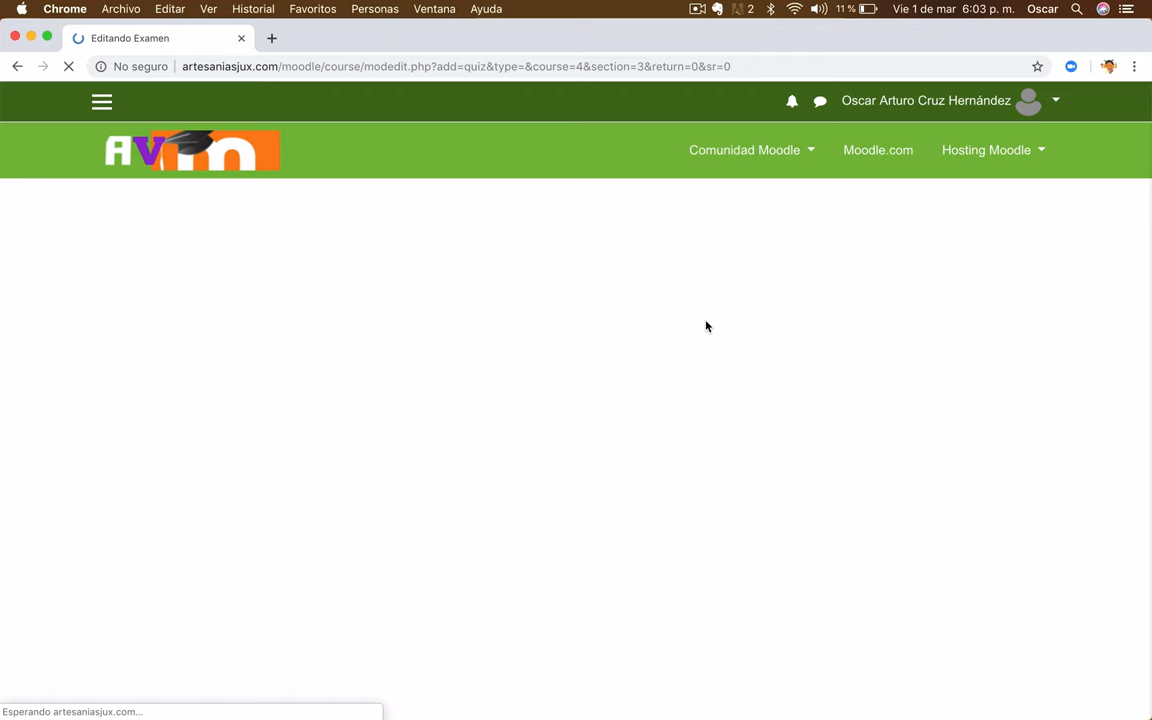 Chrome Archivo Editar Ver Historial Favoritos Personas Ventana Ayuda 2 11 % Vie 1 de mar 6:03 p. m. Oscar
Editando Examen
No seguro artesaniasjux.com/moodle/course/modedit.php?add=quiz&type=&course=4&section=3&return=0&sr=0
Oscar Arturo Cruz Hernández
AVm
Comunidad Moodle Moodle.com Hosting Moodle
Esperando artesaniasjux.com...